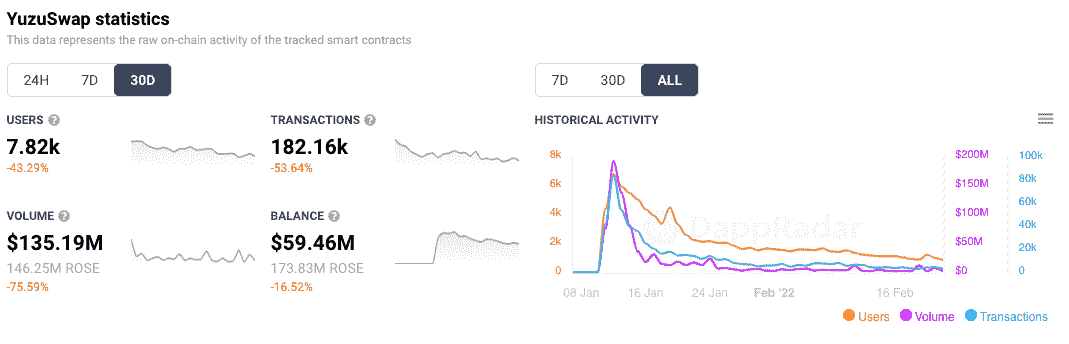 YuzuSwap statistics
This data represents the raw on-chain activity of the tracked smart contracts
24H 7D 30D
7D 30D ALL
USERS ?
7.82k
-43.29%
TRANSACTIONS ?
182.16k
-53.64%
VOLUME ?
$135.19M
146.25M ROSE
-75.59%
BALANCE ?
$59.46M
173.83M ROSE
-16.52%
HISTORICAL ACTIVITY
8k $200M 100k
$150M 80k
6k
60k
4k $100M
40k
2k $50M
20k
0 $0 0
DappRadar
08 Jan 16 Jan 24 Jan Feb '22 16 Feb
Users Volume Transactions